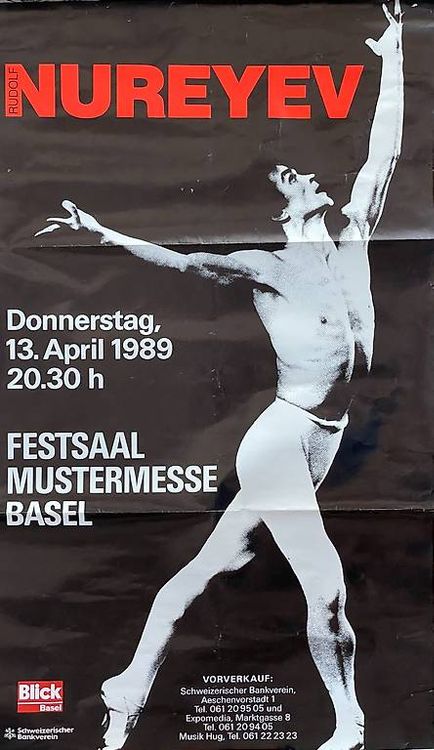 RUDOLF
NUREYEV
Donnerstag,
13. April 1989
20.30 h
FESTSAAL
MUSTERMESSE
BASEL
Blick
Basel
Schweizerischer
Bankverein
VORVERKAUF:
Schweizerischer Bankverein,
Aeschenvorstadt 1
Tel. 061 20 95 05 und
Expomedia, Marktgasse 8
Tel. 061 20 94 05
Musik Hug, Tel. 061 22 23 23